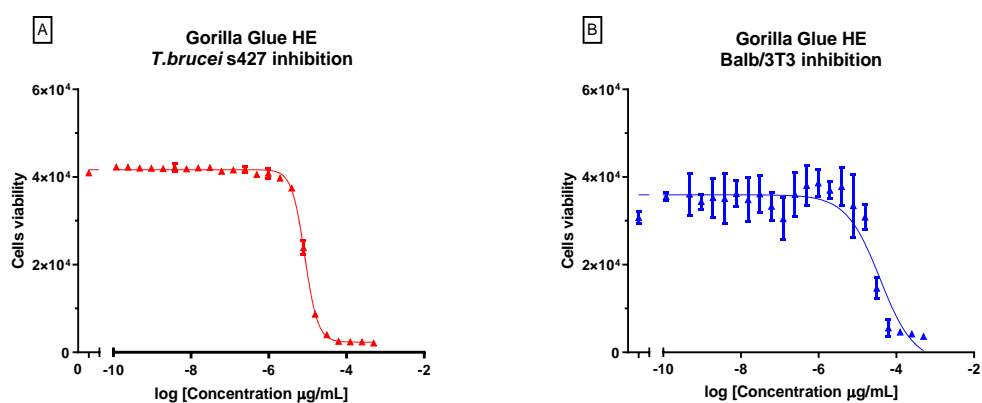 A
Gorilla Glue HE
T.brucei s427 inhibition
6×10⁴
4×10⁴
2×10⁴
0
Cells viability
0 -10 -8 -6 -4 -2
log [Concentration µg/mL]
B
Gorilla Glue HE
Balb/3T3 inhibition
6×10⁴
4×10⁴
2×10⁴
0
Cells viability
-10 -8 -6 -4 -2
log [Concentration µg/mL]